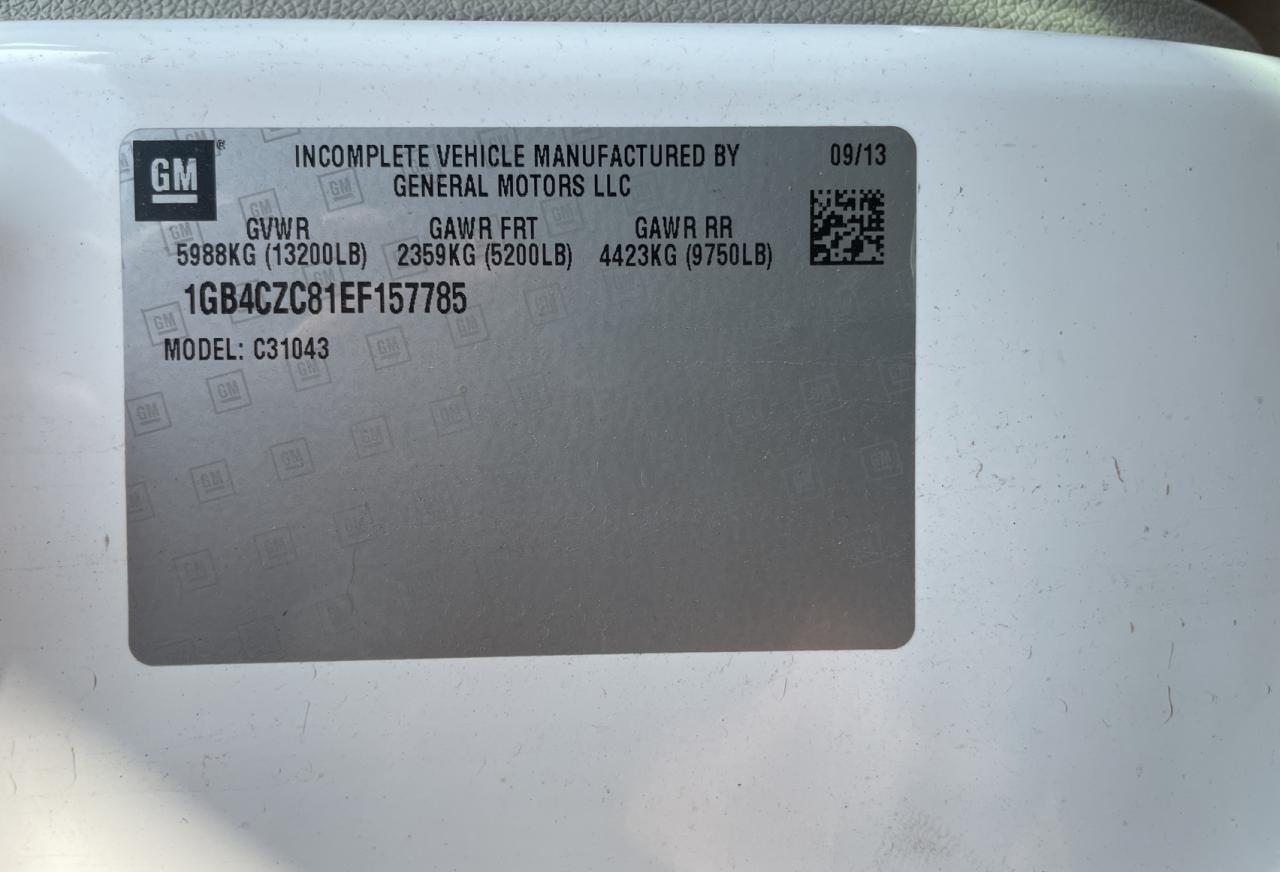 GM ®
INCOMPLETE VEHICLE MANUFACTURED BY 09/13
GENERAL MOTORS LLC
GVWR GAWR FRT GAWR RR
5988KG (13200LB) 2359KG (5200LB) 4423KG (9750LB)
1GB4CZC81EF157785
MODEL: C31043